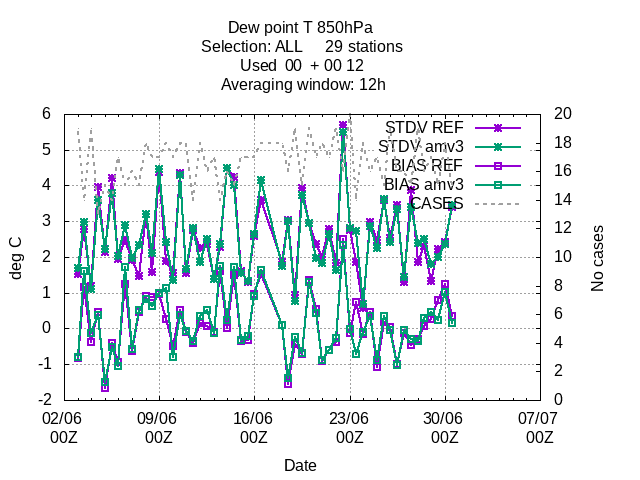 Dew point T 850hPa
Selection: ALL 29 stations
Used 00 + 00 12
Averaging window: 12h
6
5
4
3
2
1
0
-1
-2
deg C
20
18
16
14
12
10
8
6
4
2
0
No cases
STDV REF
STDV amv3
BIAS REF
BIAS amv3
CASES
02/06 09/06 16/06 23/06 30/06 07/07
00Z 00Z 00Z 00Z 00Z 00Z
Date